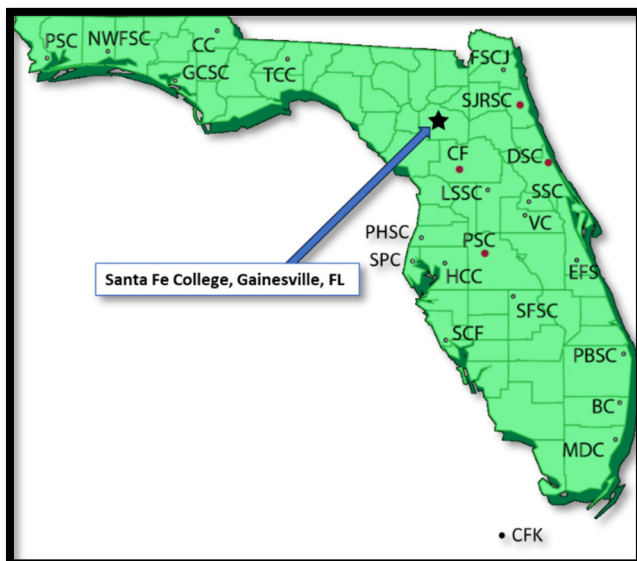 PSC
NWFSC
CC
GCSC
TCC
FSCJ
SJRSC
CF
DSC
LSSC
SSC
VC
PHSC
PSC
SPC
HCC
EFS
Santa Fe College, Gainesville, FL
SFSC
SCF
PBSC
BC
MDC
CFK